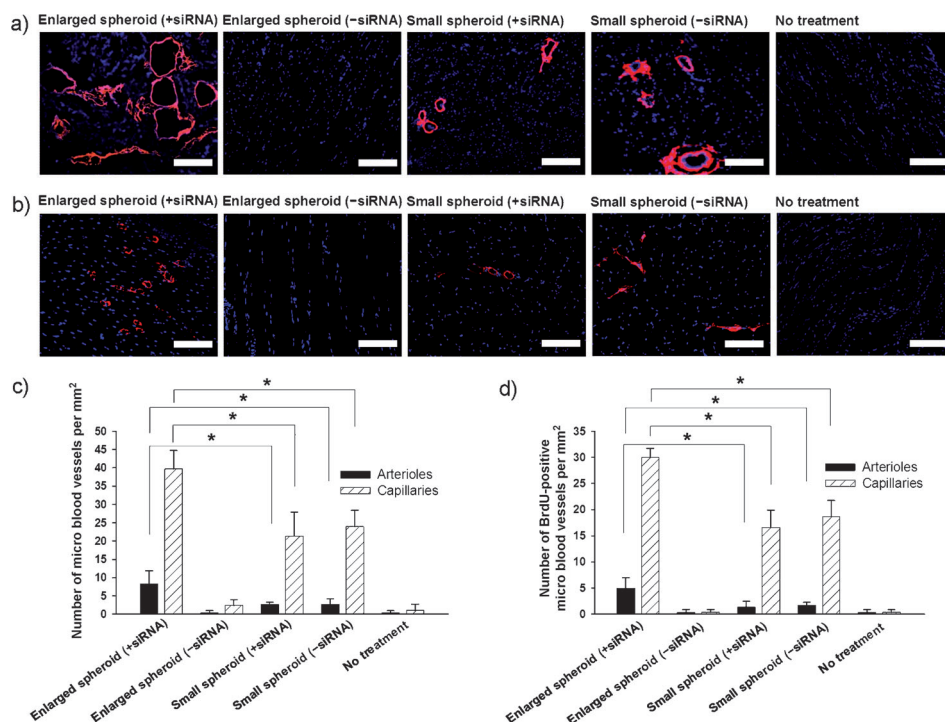 a)
Enlarged spheroid (+siRNA) Enlarged spheroid (−siRNA) Small spheroid (+siRNA) Small spheroid (−siRNA) No treatment
b)
Enlarged spheroid (+siRNA) Enlarged spheroid (−siRNA) Small spheroid (+siRNA) Small spheroid (−siRNA) No treatment
c)
Number of micro blood vessels per mm²
50
45
40
35
30
25
20
15
10
5
0
*
*
*
*
Arterioles
Capillaries
Enlarged spheroid (+siRNA)
Enlarged spheroid (−siRNA)
Small spheroid (+siRNA)
Small spheroid (−siRNA)
No treatment
d)
Number of BrdU-positive
micro blood vessels per mm²
35
30
25
20
15
10
5
0
*
*
*
*
Arterioles
Capillaries
Enlarged spheroid (+siRNA)
Enlarged spheroid (−siRNA)
Small spheroid (+siRNA)
Small spheroid (−siRNA)
No treatment